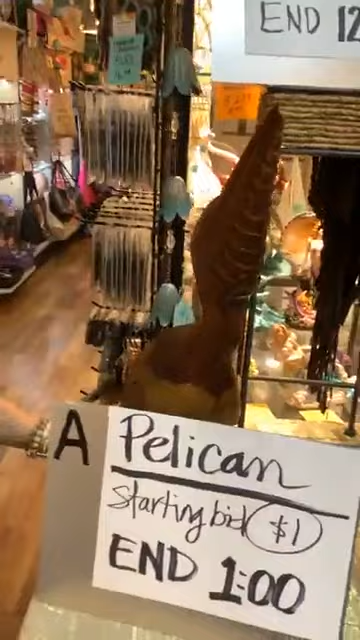 END 12
A Pelican
Starting bid $1
END 1:00